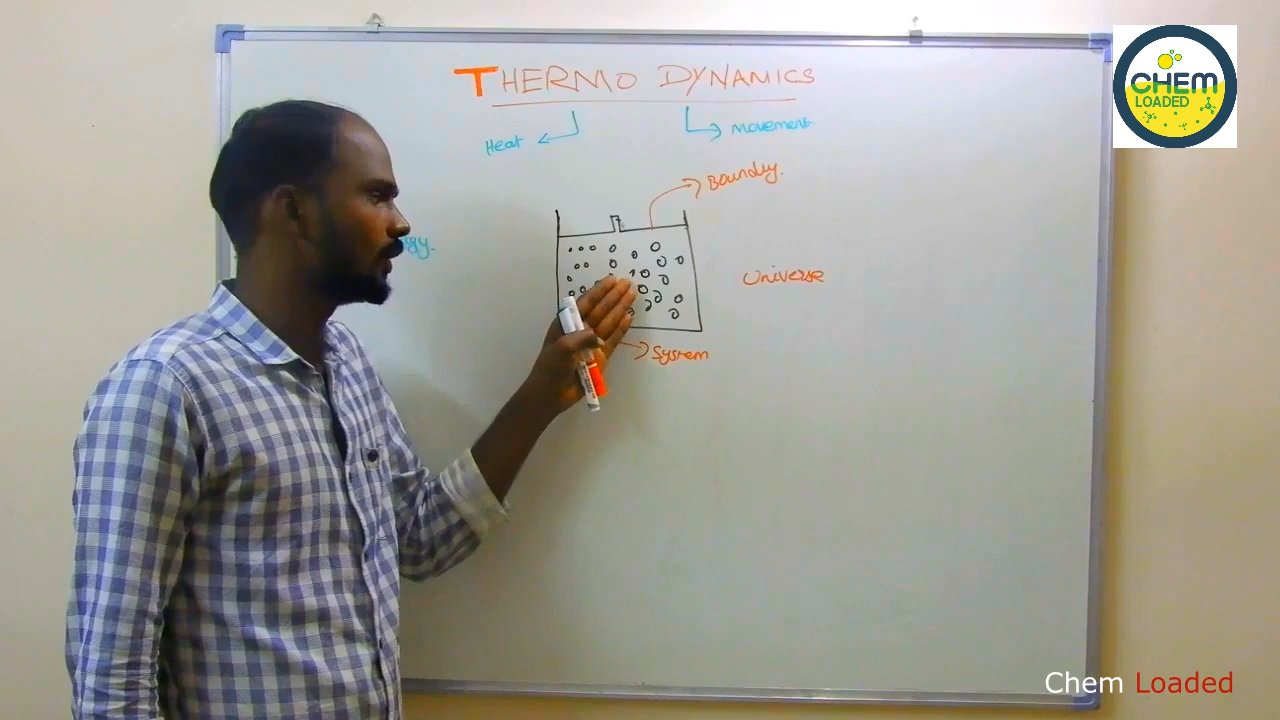 THERMO DYNAMICS
Heat
movement.
Boundry.
Universe
System
CHEM
LOADED
Chem Loaded